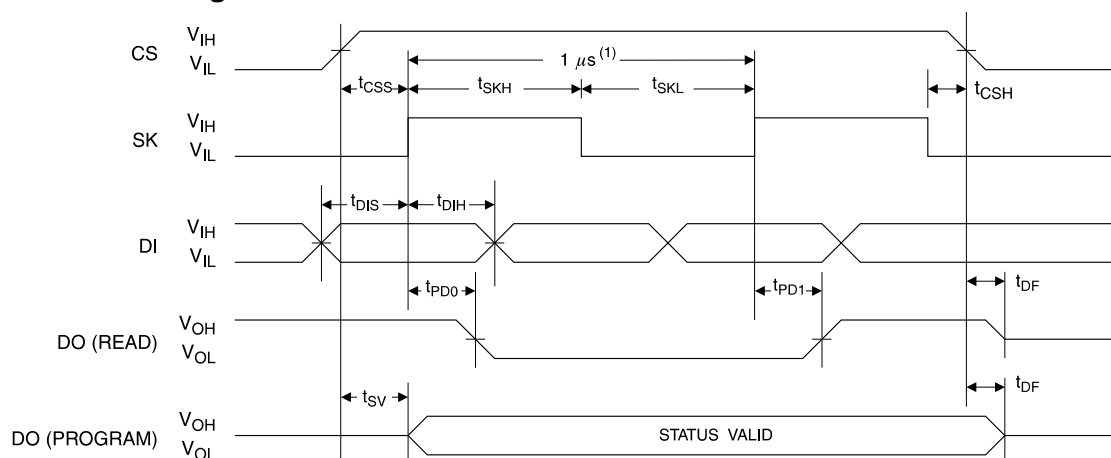 CS
V_IH
V_IL
1 μs (1)
t_CSS
t_SKH
t_SKL
t_CSH
SK
V_IH
V_IL
t_DIS
t_DIH
DI
V_IH
V_IL
t_PD0
t_PD1
t_DF
DO (READ)
V_OH
V_OL
t_SV
t_DF
DO (PROGRAM)
V_OH
V_OL
STATUS VALID